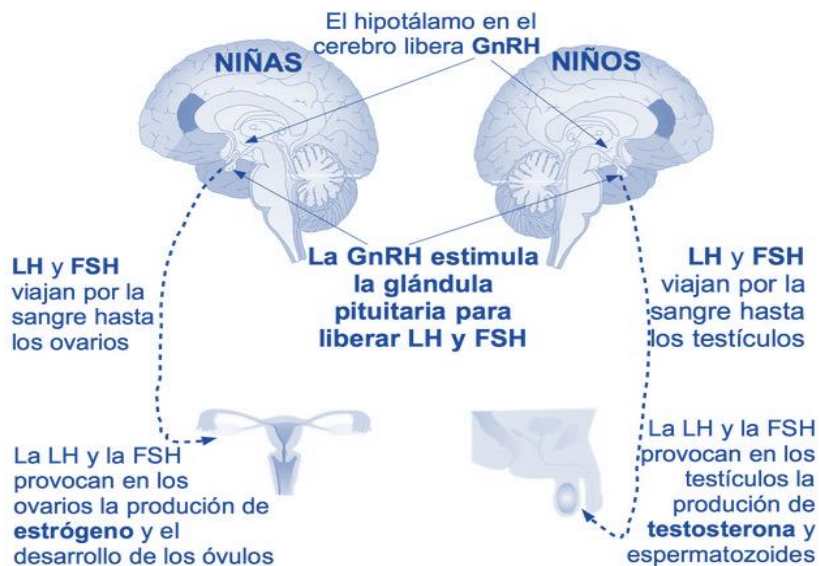 El hipotálamo en el
cerebro libera GnRH
NIÑAS
NIÑOS
La GnRH estimula
la glándula
pituitaria para
liberar LH y FSH
LH y FSH
viajan por la
sangre hasta
los ovarios
LH y FSH
viajan por la
sangre hasta
los testículos
La LH y la FSH
provocan en los
ovarios la produción de
estrógeno y el
desarrollo de los óvulos
La LH y la FSH
provocan en los
testículos la
produción de
testosterona y
espermatozoides